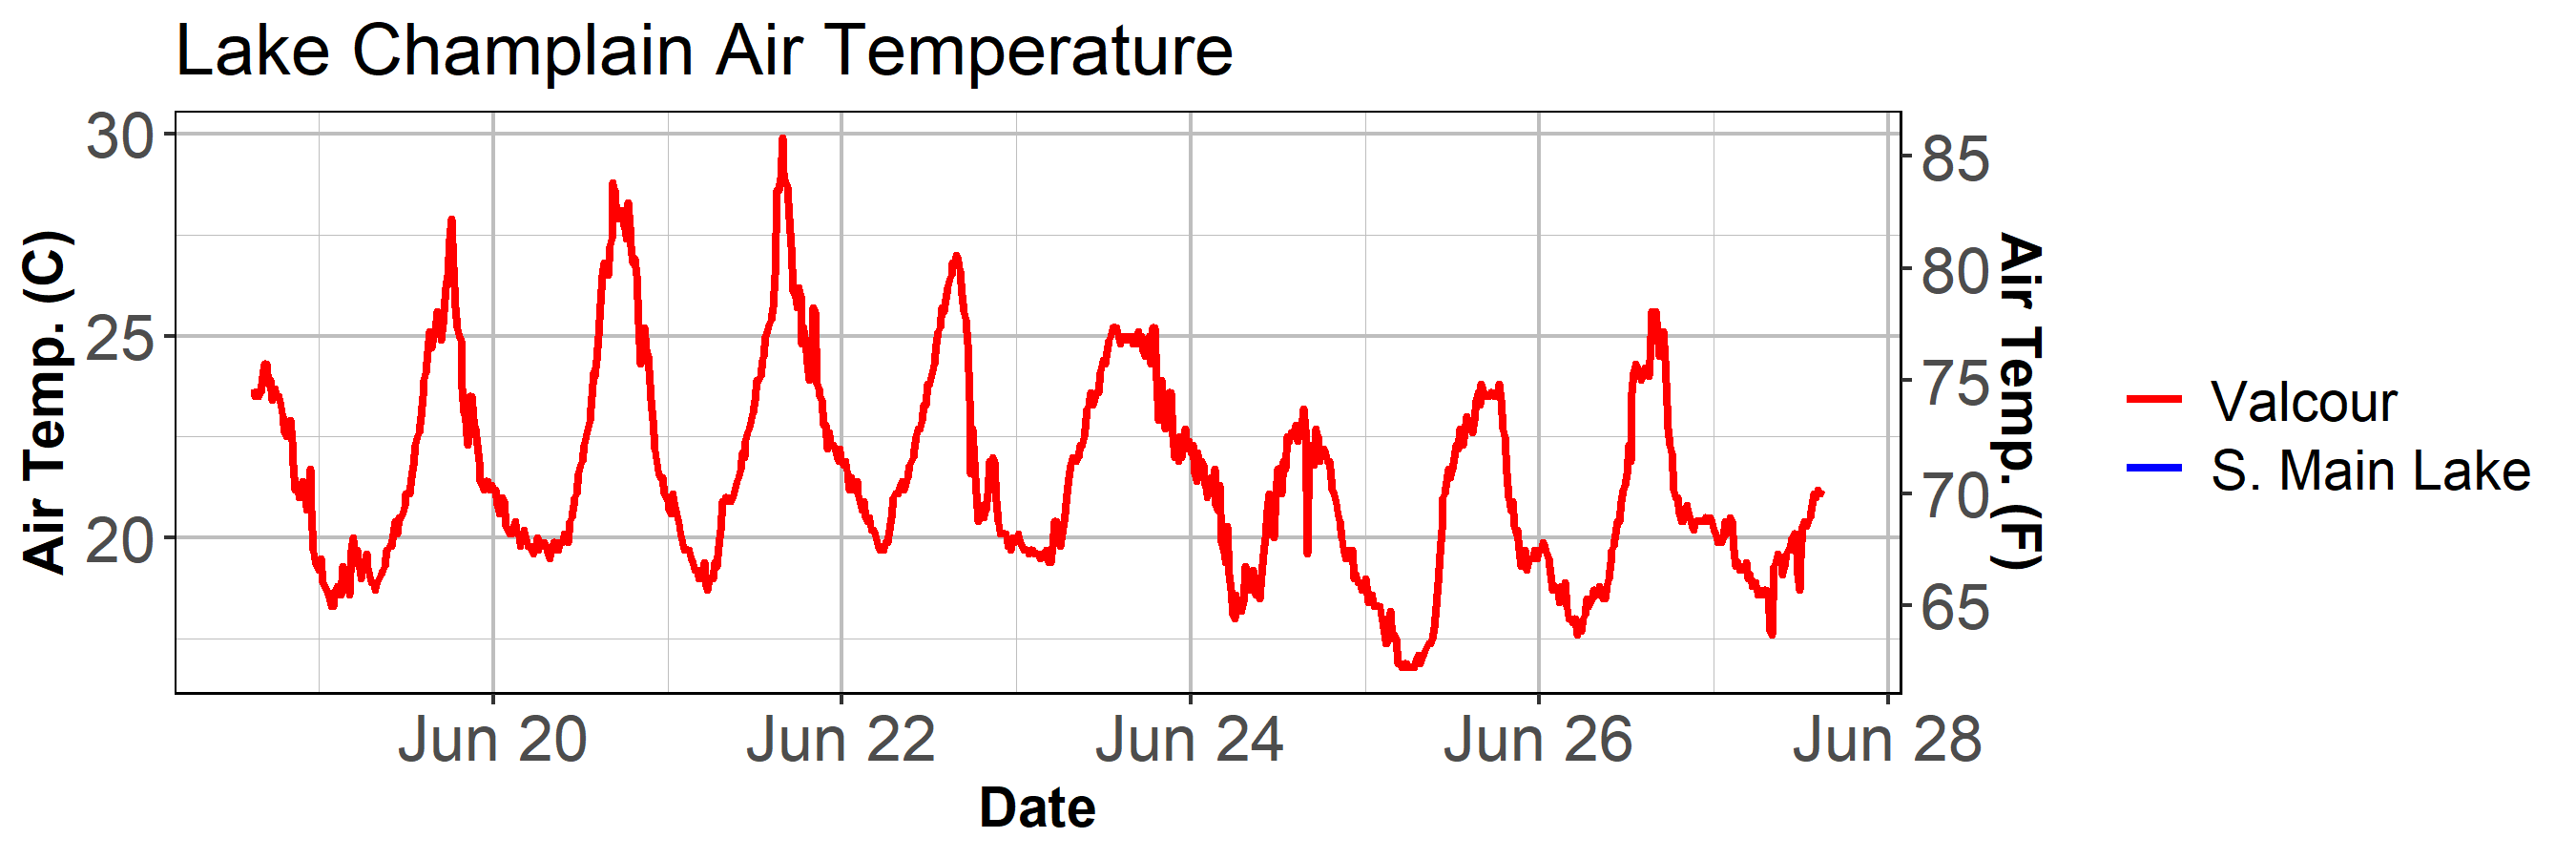 Lake Champlain Air Temperature
30
25
20
Air Temp. (C)
85
80
75
70
65
Air Temp. (F)
Jun 20
Jun 22
Jun 24
Jun 26
Jun 28
Date
Valcour
S. Main Lake